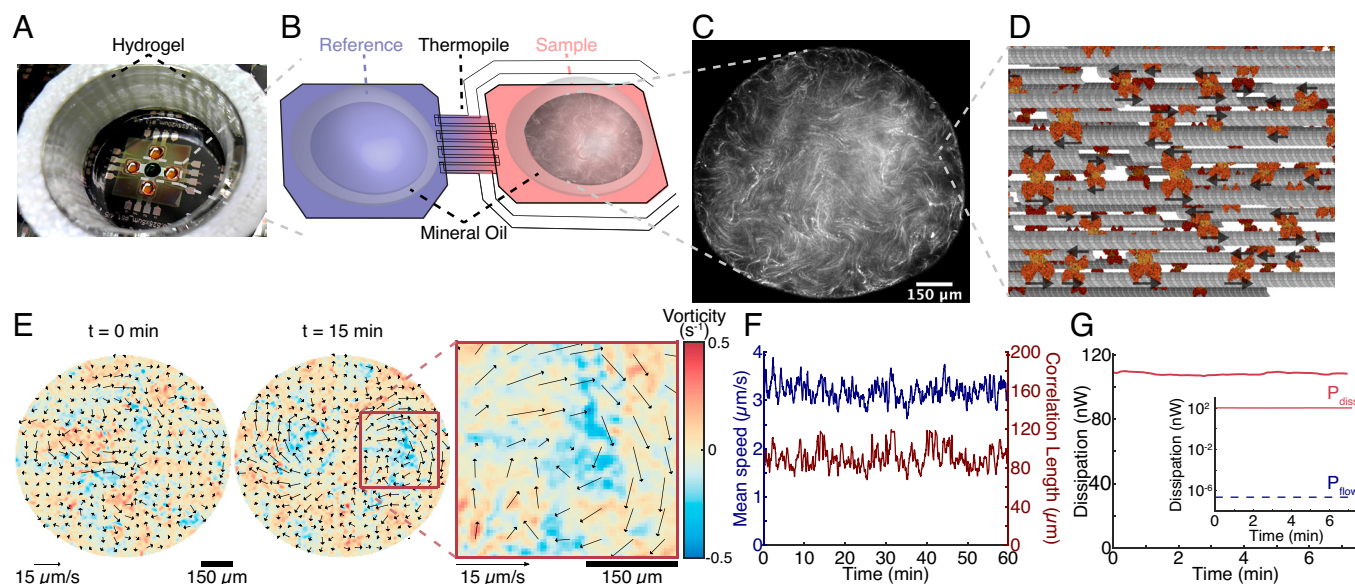 A
Hydrogel
B
Reference
Thermopile
Sample
Mineral Oil
C
150 µm
D
E
t = 0 min
t = 15 min
15 µm/s
150 µm
15 µm/s
150 µm
Vorticity
(s⁻¹)
0.5
0
-0.5
F
Mean speed (µm/s)
4
3
2
1
0
Correlation Length (µm)
200
160
120
80
40
0
0 10 20 30 40 50 60
Time (min)
G
Dissipation (nW)
120
80
40
0
P diss
Dissipation (nW)
10²
10⁻²
10⁻⁶
P flow
0 2 4 6
Time (min)
0 2 4 6
Time (min)